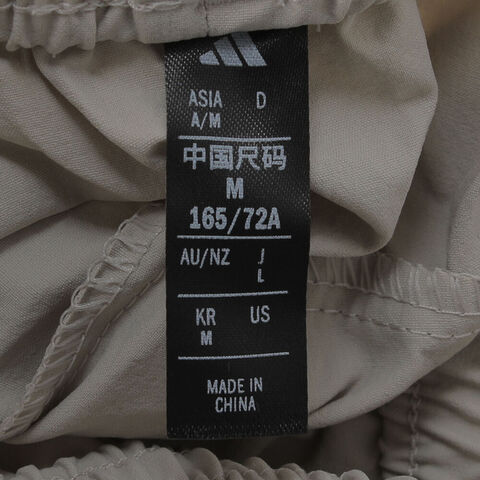 ASIA D
A/M
中国尺码
M
165/72A
AU/NZ J
L
KR US
M
MADE IN
CHINA